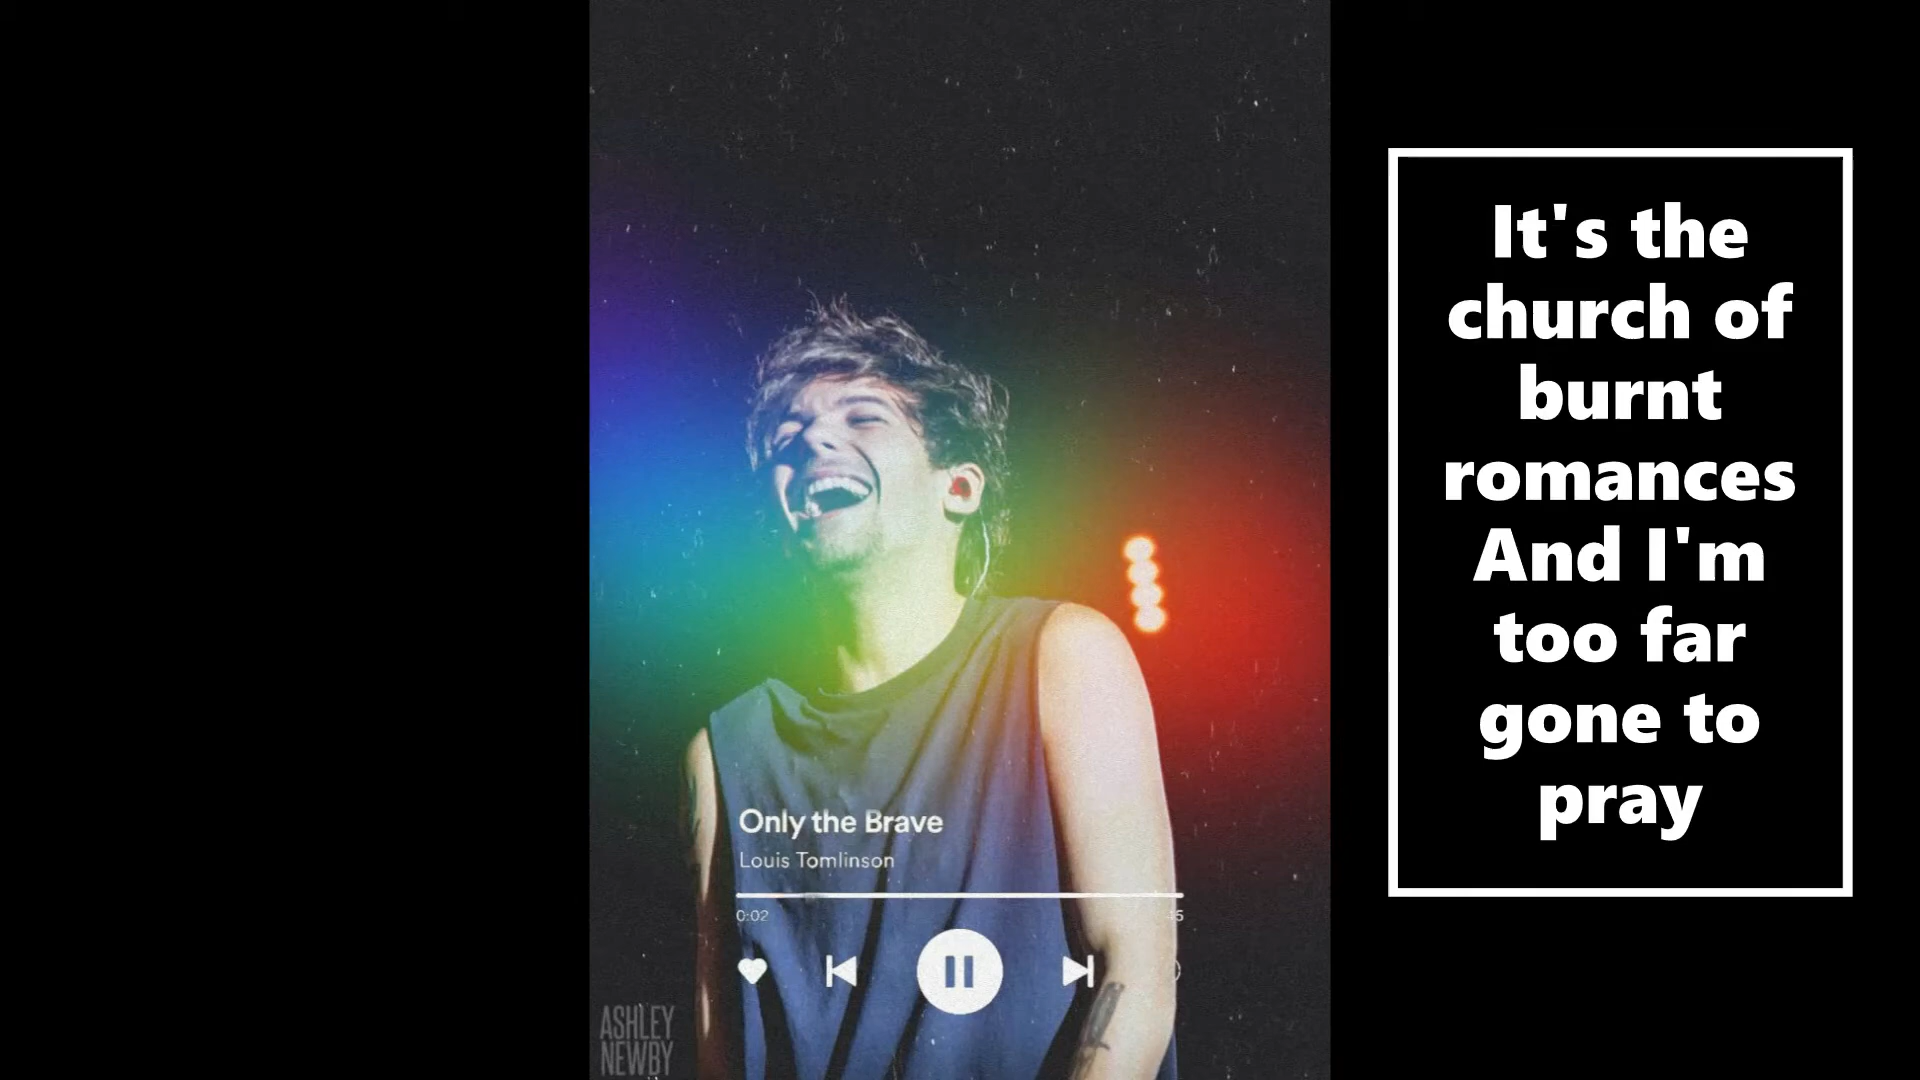 It's the
church of
burnt
romances
And I'm
too far
gone to
pray
Only the Brave
Louis Tomlinson
0:02
ASHLEY
NEWBY